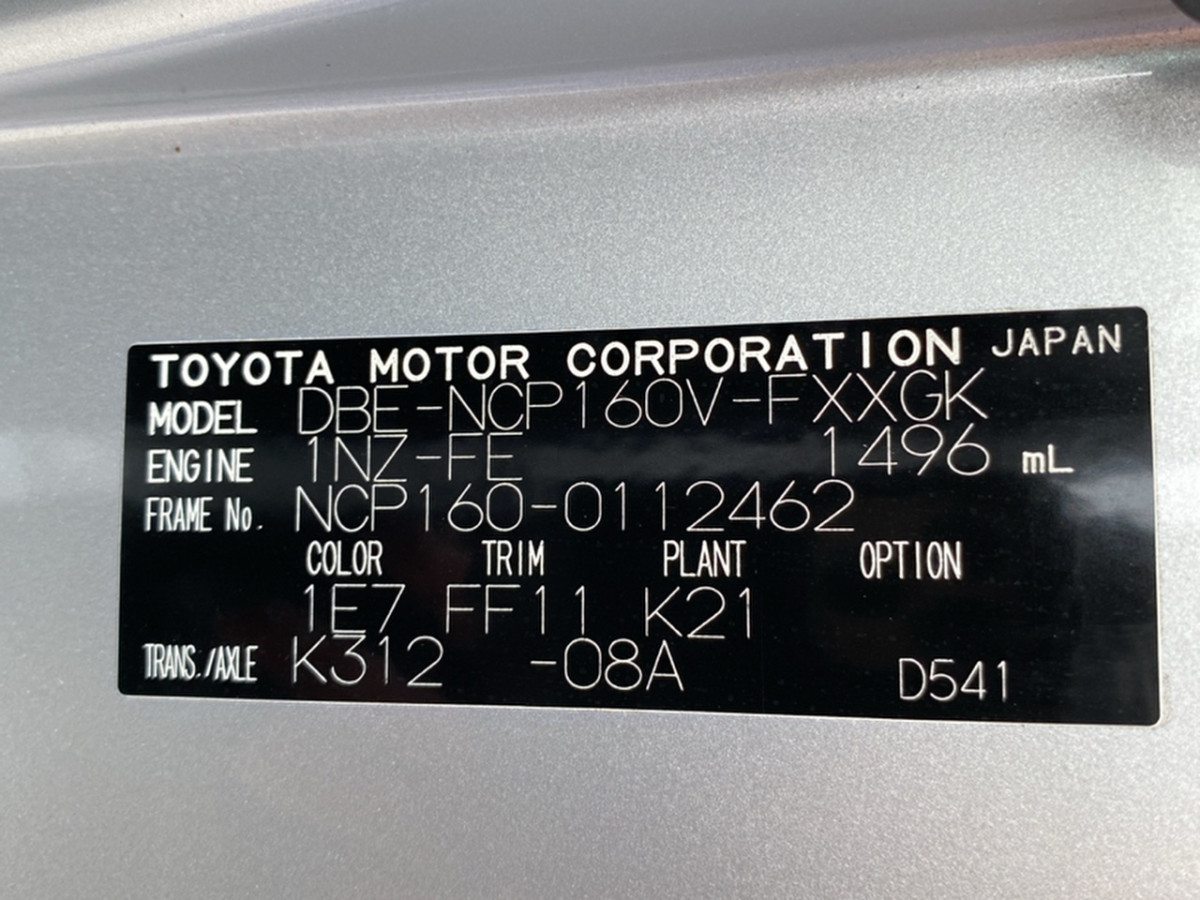 TOYOTA MOTOR CORPORATION JAPAN
MODEL DBE-NCP160V-FXXGK
ENGINE 1NZ-FE 1496 mL
FRAME No. NCP160-0112462
COLOR TRIM PLANT OPTION
1E7 FF11 K21
TRANS./AXLE K312 -08A D541